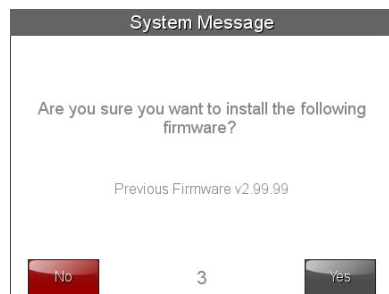 System Message
Are you sure you want to install the following
firmware?
Previous Firmware v2.99.99
No
3
Yes